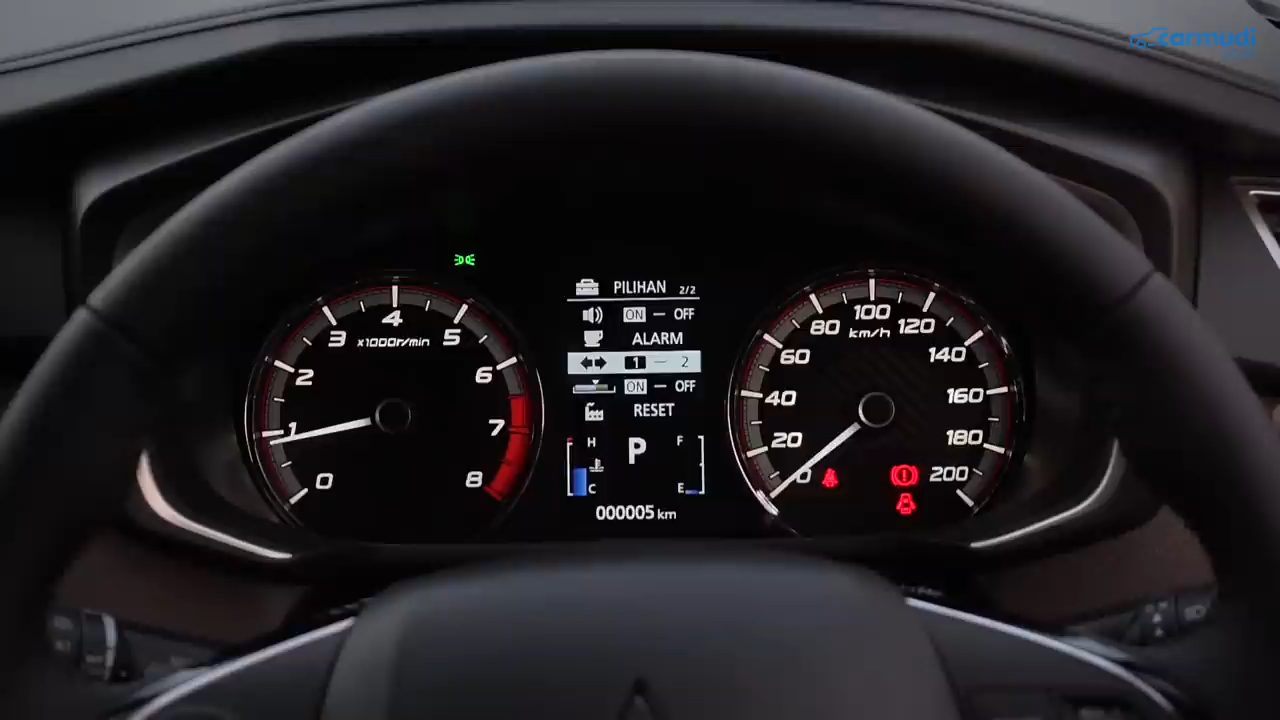 carmudi
PILIHAN 2/2
ON — OFF
ALARM
1 — 2
ON — OFF
RESET
H
C
P
F
E
000005 km
0
1
2
3
4
5
6
7
8
x1000r/min
0
20
40
60
80
100
120
140
160
180
200
km/h